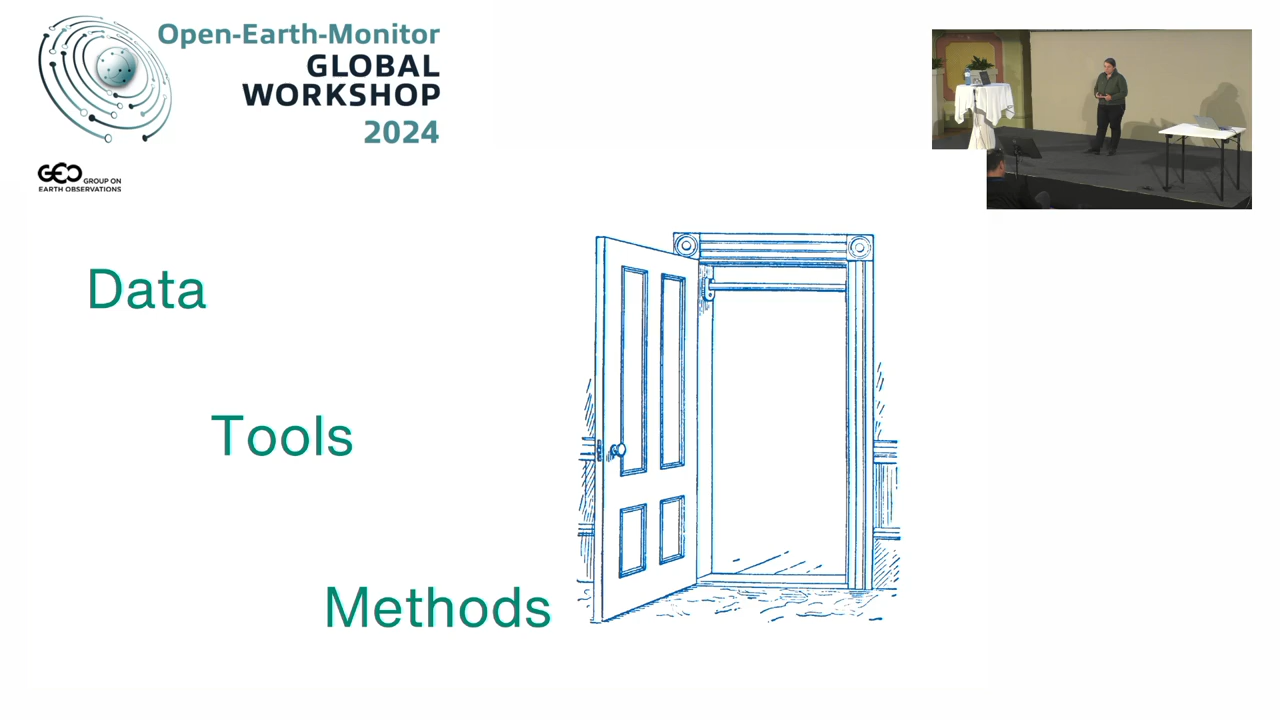 Open-Earth-Monitor
GLOBAL
WORKSHOP
2024
GEO GROUP ON
EARTH OBSERVATIONS
Data
Tools
Methods